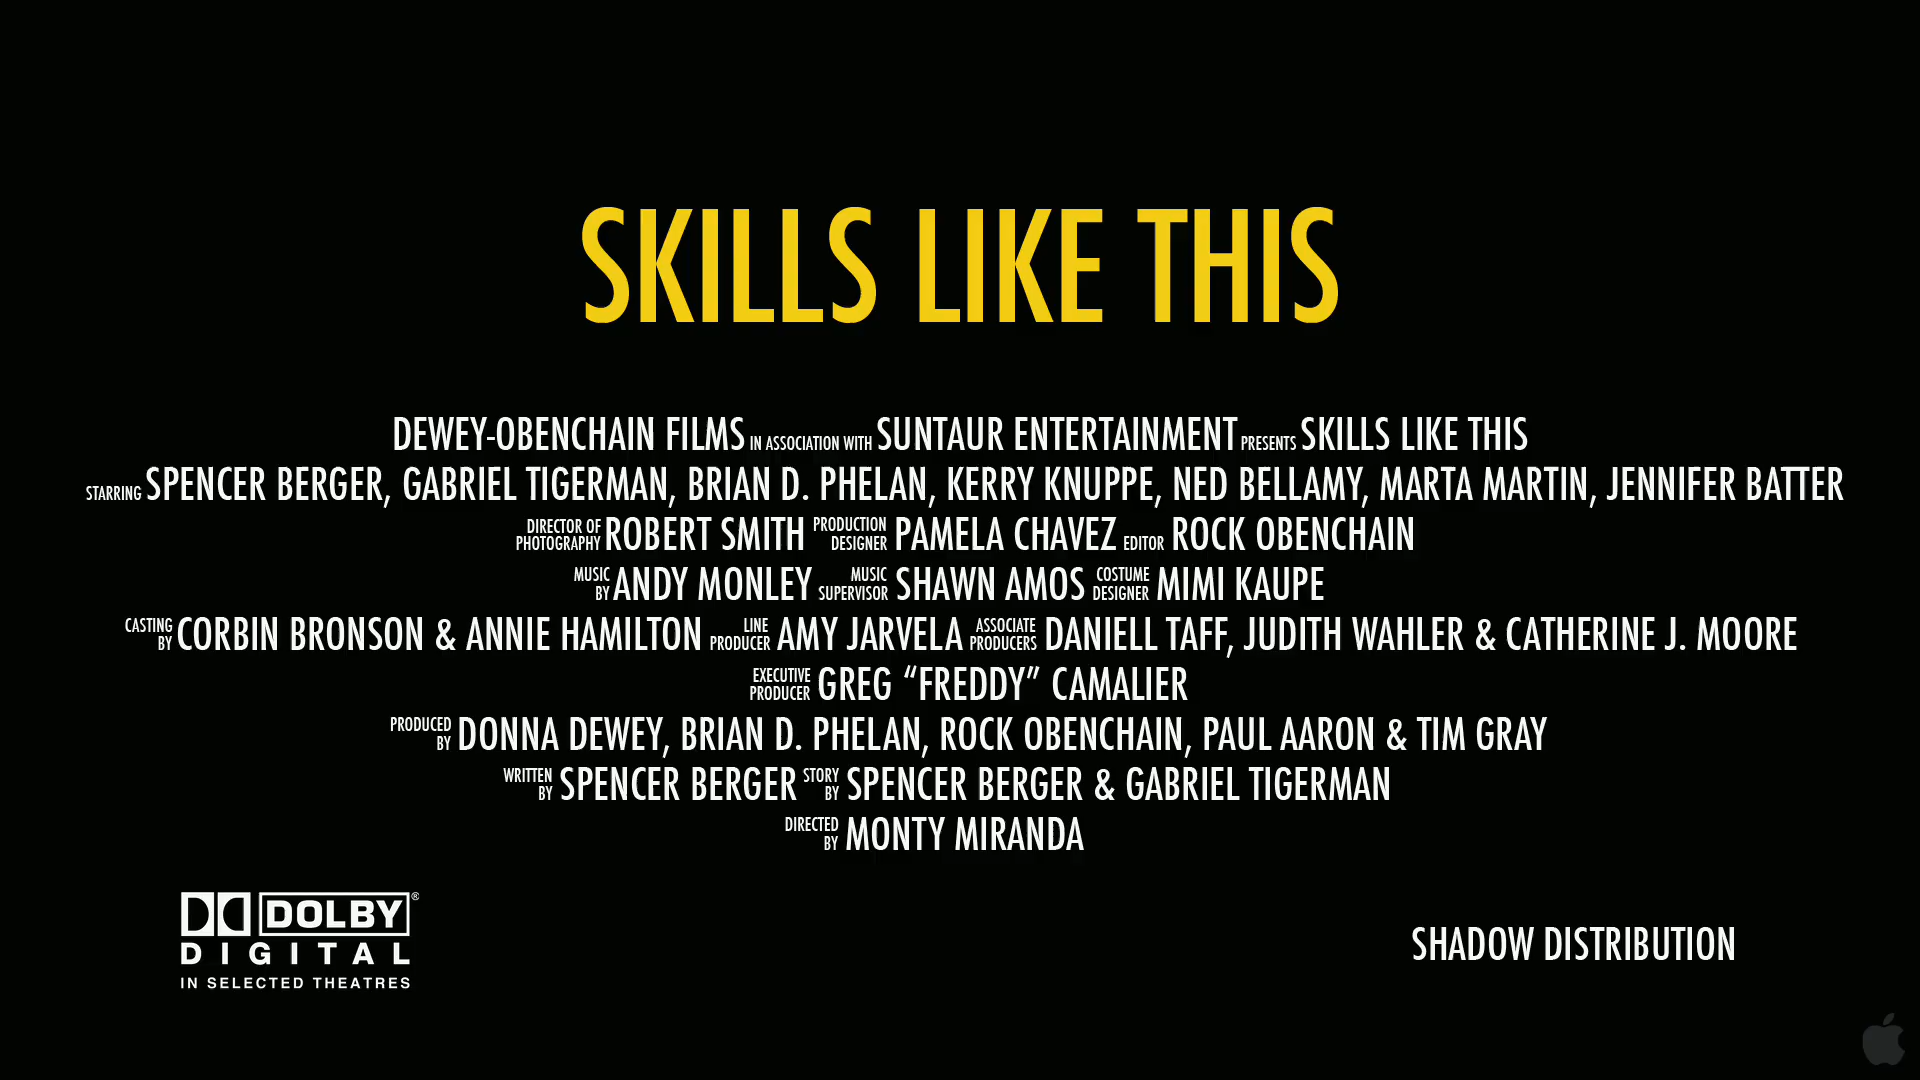 SKILLS LIKE THIS
DEWEY-OBENCHAIN FILMS IN ASSOCIATION WITH SUNTAUR ENTERTAINMENT PRESENTS SKILLS LIKE THIS
STARRING SPENCER BERGER, GABRIEL TIGERMAN, BRIAN D. PHELAN, KERRY KNUPPE, NED BELLAMY, MARTA MARTIN, JENNIFER BATTER
DIRECTOR OF PHOTOGRAPHY ROBERT SMITH PRODUCTION DESIGNER PAMELA CHAVEZ EDITOR ROCK OBENCHAIN
MUSIC BY ANDY MONLEY MUSIC SUPERVISOR SHAWN AMOS COSTUME DESIGNER MIMI KAUPE
CASTING BY CORBIN BRONSON & ANNIE HAMILTON LINE PRODUCER AMY JARVELA ASSOCIATE PRODUCERS DANIELL TAFF, JUDITH WAHLER & CATHERINE J. MOORE
EXECUTIVE PRODUCER GREG “FREDDY” CAMALIER
PRODUCED BY DONNA DEWEY, BRIAN D. PHELAN, ROCK OBENCHAIN, PAUL AARON & TIM GRAY
WRITTEN BY SPENCER BERGER STORY BY SPENCER BERGER & GABRIEL TIGERMAN
DIRECTED BY MONTY MIRANDA
DOLBY®
DIGITAL
IN SELECTED THEATRES
SHADOW DISTRIBUTION